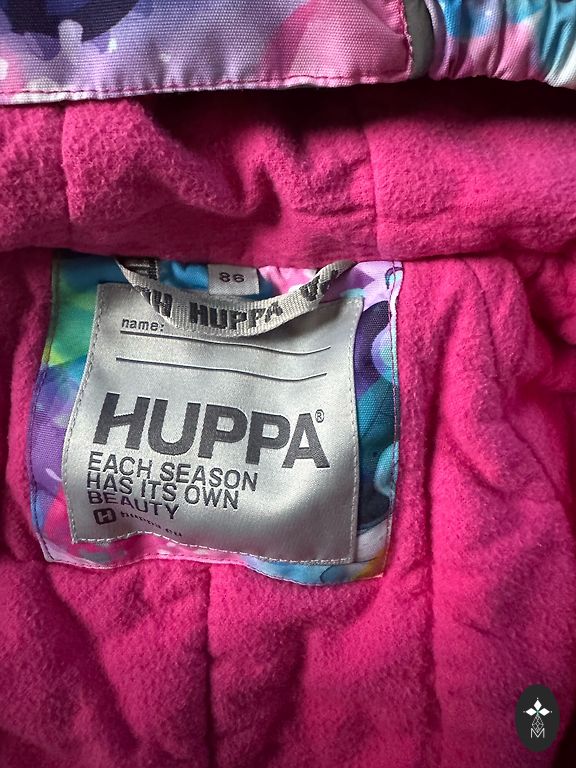 86
HUPPA
name:
HUPPA®
EACH SEASON
HAS ITS OWN
BEAUTY
H